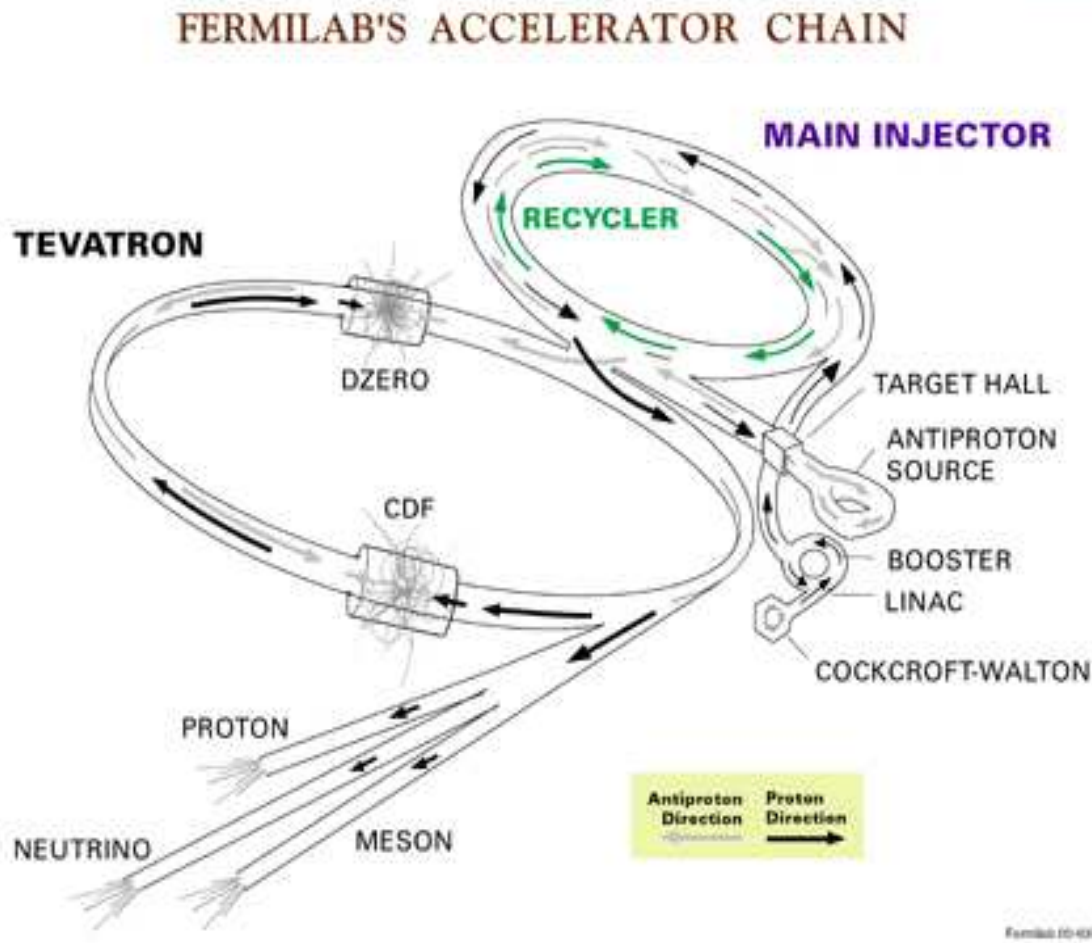 FERMILAB'S ACCELERATOR CHAIN
MAIN INJECTOR
RECYCLER
TEVATRON
DZERO
TARGET HALL
ANTIPROTON
SOURCE
CDF
BOOSTER
LINAC
COCKCROFT-WALTON
PROTON
Antiproton Direction
Proton Direction
NEUTRINO
MESON